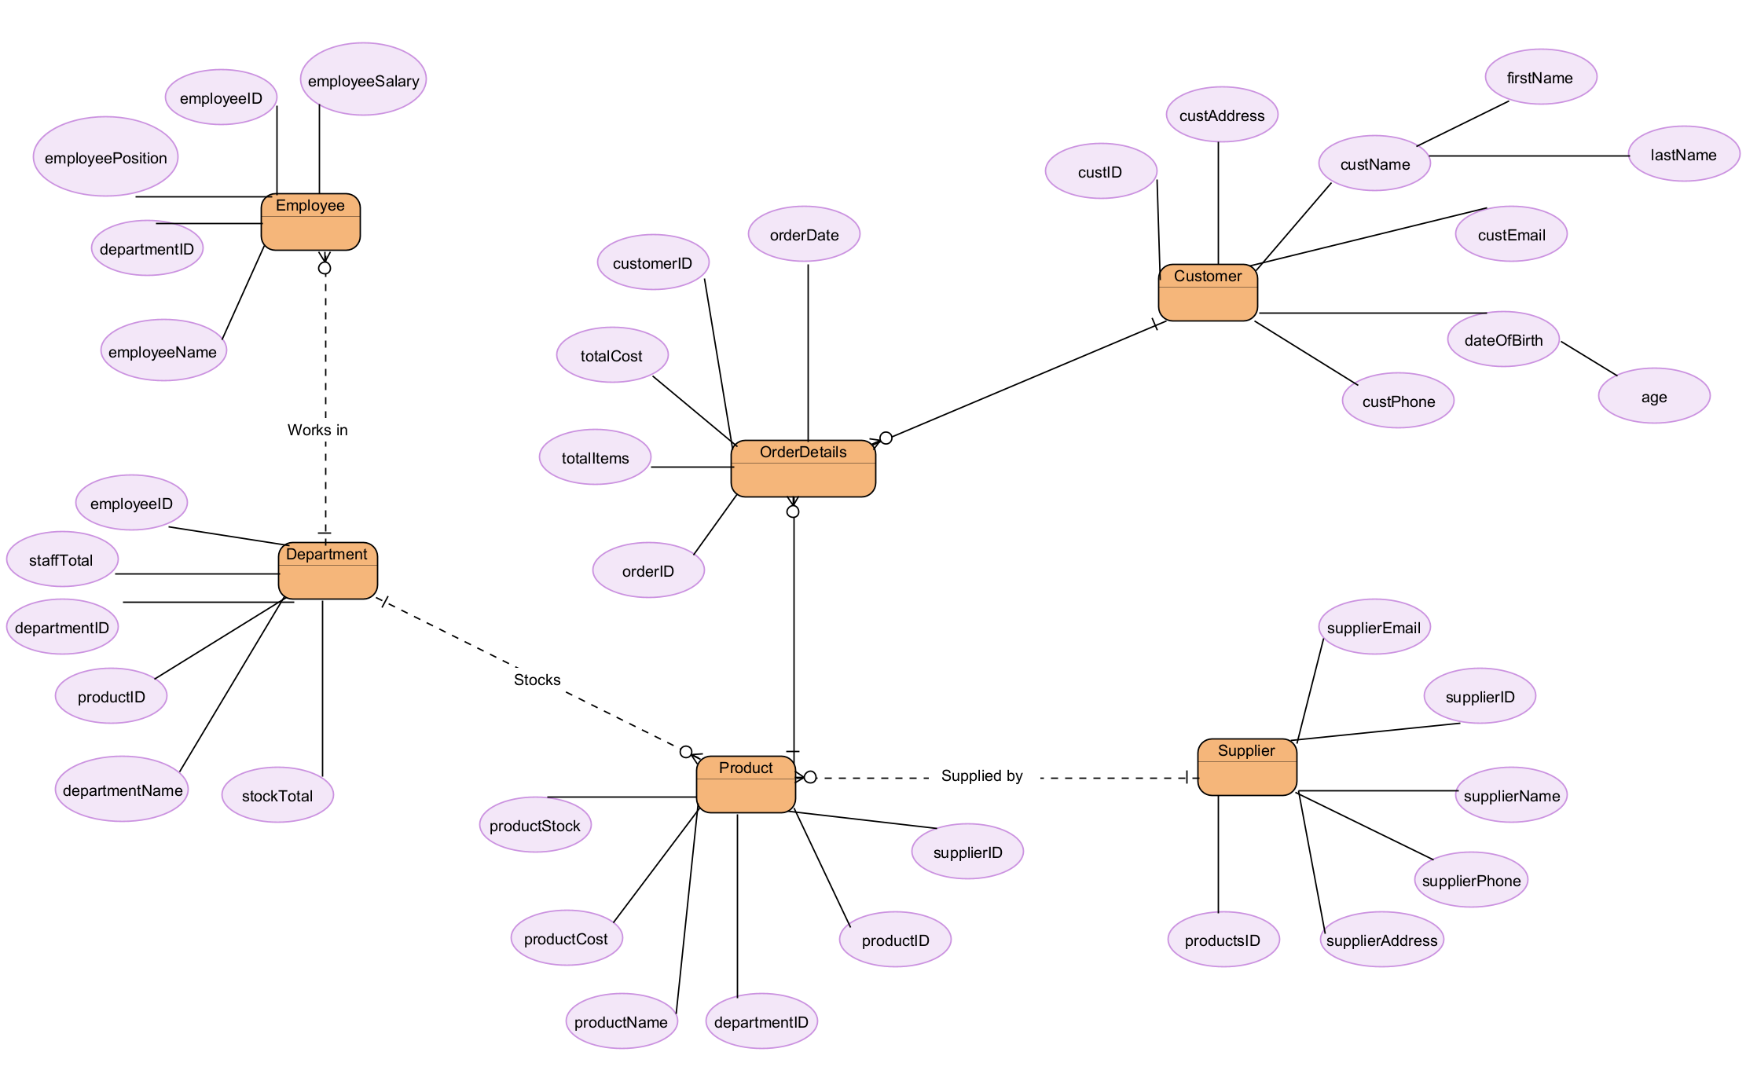 employeeSalary
employeeID
employeePosition
Employee
departmentID
employeeName
Works in
employeeID
staffTotal
Department
departmentID
productID
departmentName
stockTotal
Stocks
orderDate
customerID
totalCost
totalItems
OrderDetails
orderID
firstName
lastName
custAddress
custName
custID
custEmail
Customer
dateOfBirth
age
custPhone
Product
productStock
supplierID
productCost
productID
productName
departmentID
Supplied by
supplierEmail
supplierID
Supplier
supplierName
supplierPhone
productsID
supplierAddress